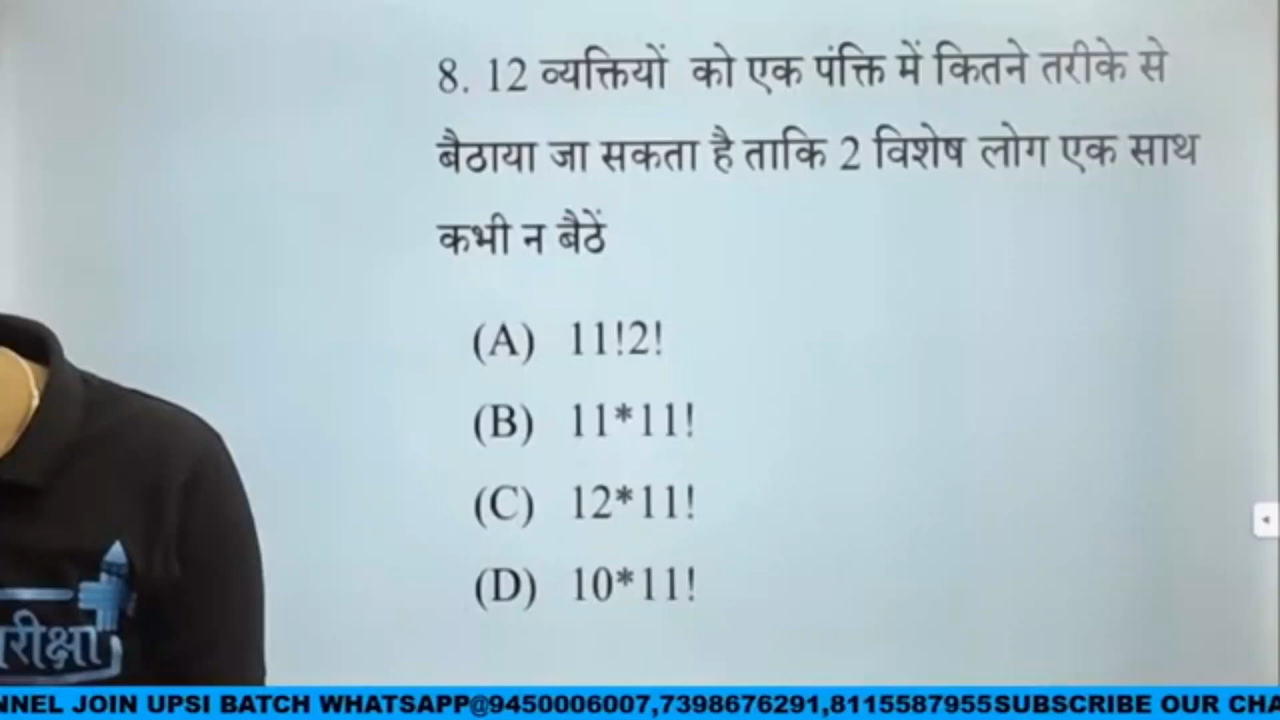 8. 12 व्यक्तियों को एक पंक्ति में कितने तरीके से
बैठाया जा सकता है ताकि 2 विशेष लोग एक साथ
कभी न बैठें
(A) 11!2!
(B) 11*11!
(C) 12*11!
(D) 10*11!
रीक्षा
NNEL JOIN UPSI BATCH WHATSAPP@9450006007,7398676291,8115587955SUBSCRIBE OUR CHA